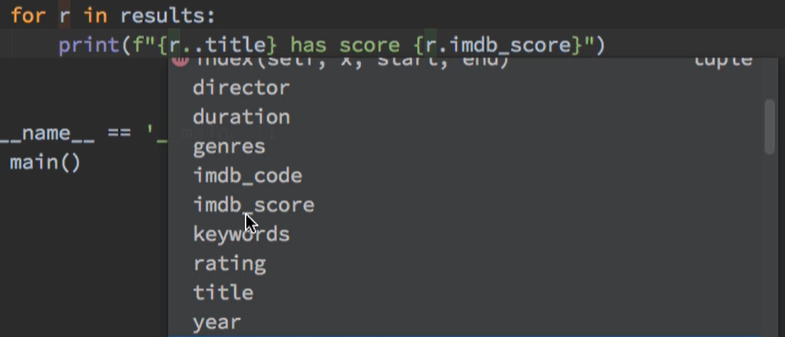 for r in results:
print(f"{r..title} has score {r.imdb_score}")
index(self, x, start, end) tuple
director
duration
genres
__name__ == '_
imdb_code
main()
imdb_score
keywords
rating
title
year